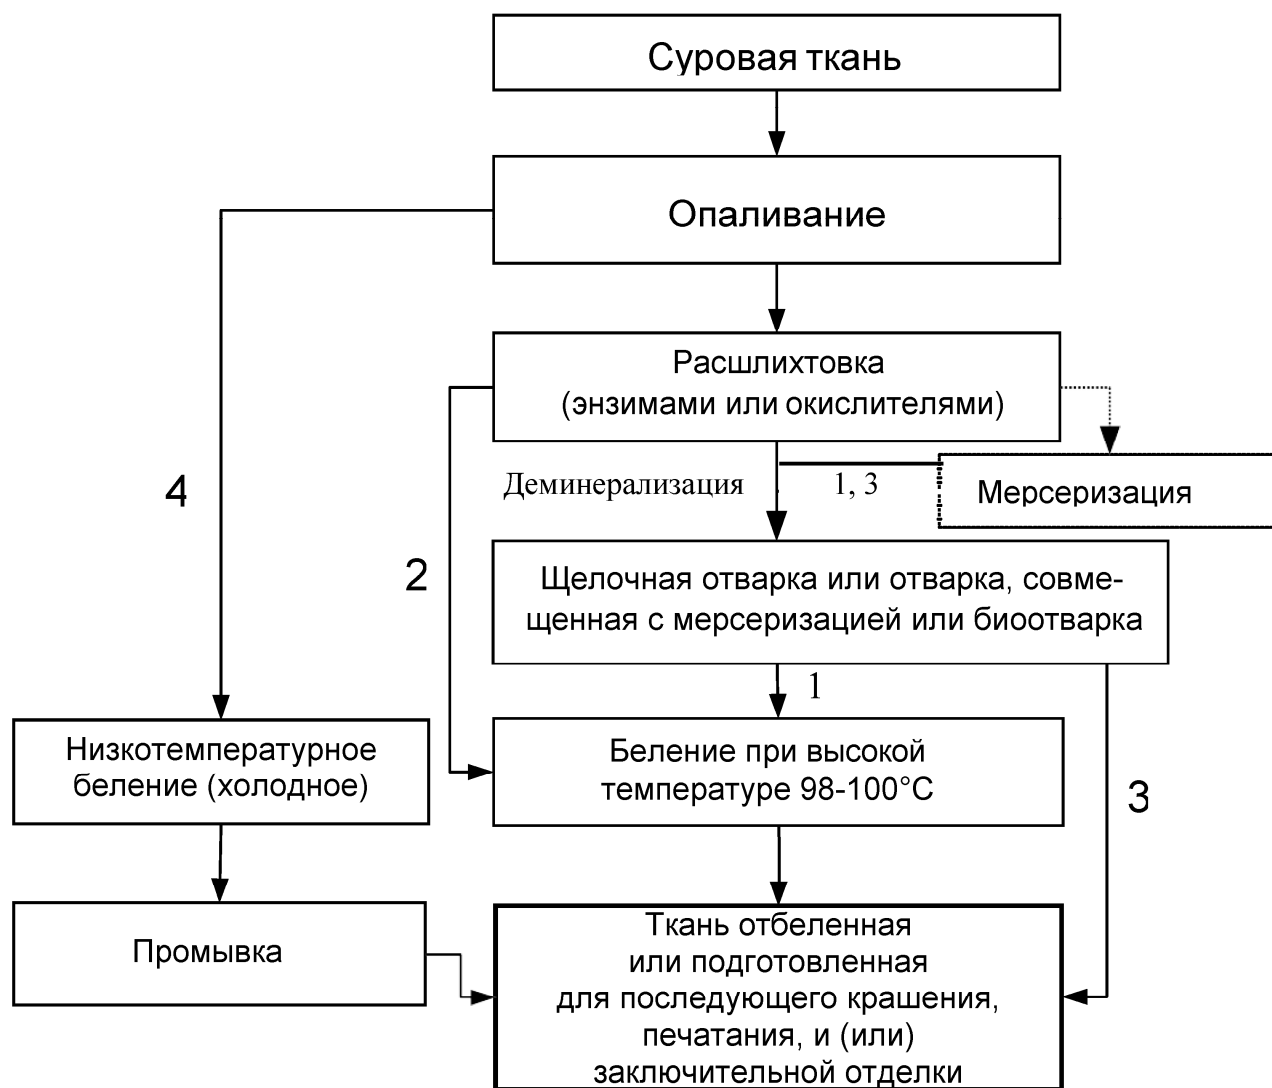 Суровая ткань
Опаливание
Расшлихтовка
(энзимами или окислителями)
4
Деминерализация
1, 3
Мерсеризация
2
Щелочная отварка или отварка, совме-
щенная с мерсеризацией или биоотварка
1
Низкотемпературное
беление (холодное)
Беление при высокой
температуре 98-100°С
3
Промывка
Ткань отбеленная
или подготовленная
для последующего крашения,
печатания, и (или)
заключительной отделки